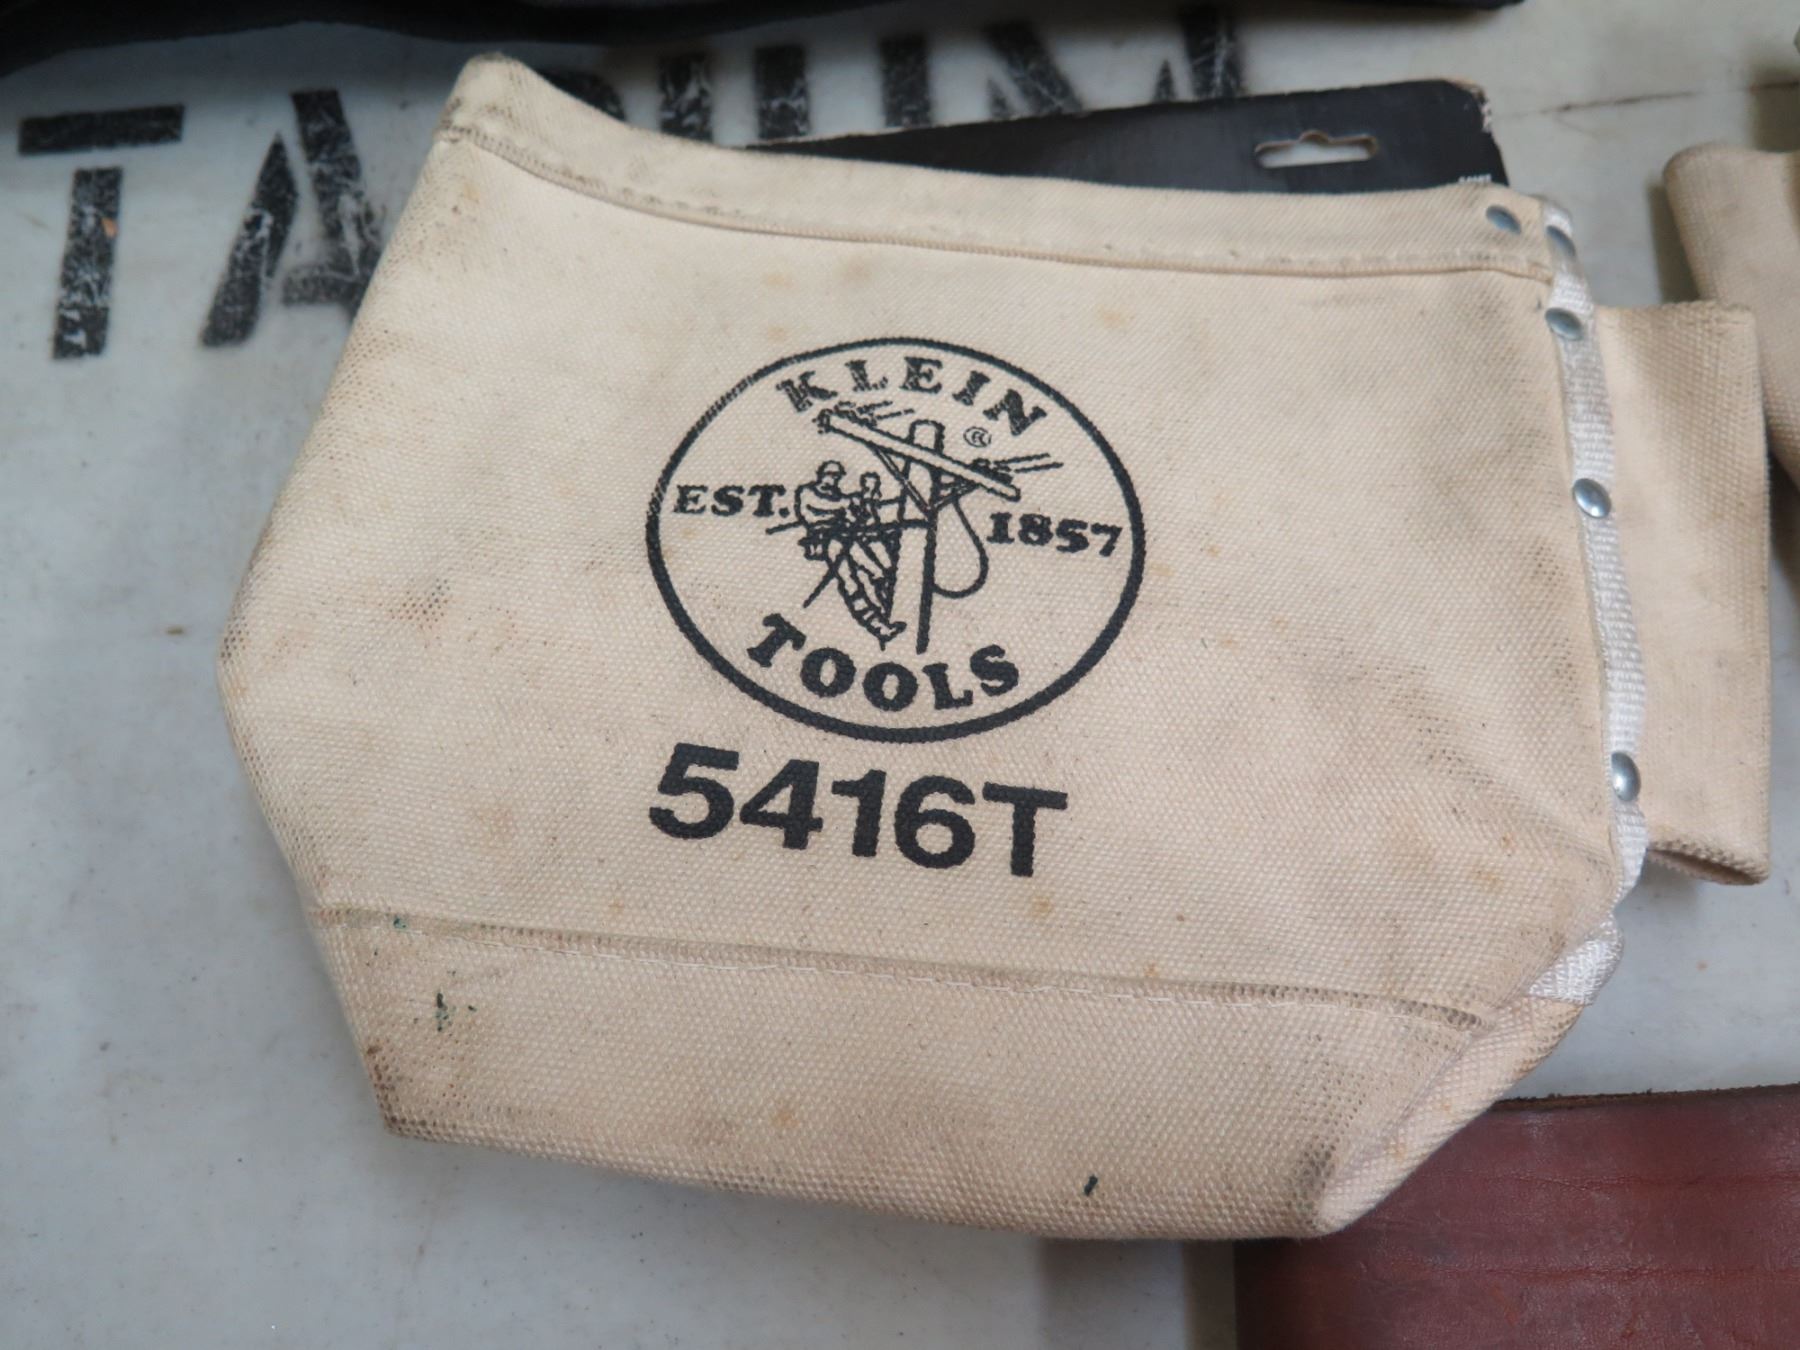 KLEIN
®
EST. 1857
TOOLS
5416T